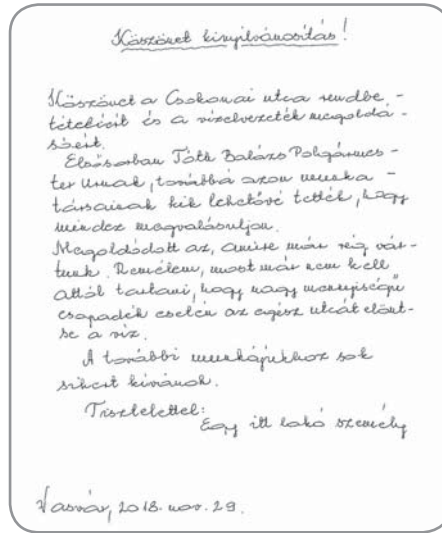 Köszönet kinyilvánosítás!
Köszönet a Csokonai utca rendbe -
tételéért és a vízelvezeték megoldá -
sáért.
Elsősorban Tóth Balázs Polgármes -
ter Urnak, továbbá azon munka -
társainak kik lehetővé tették, hogy
mindez megvalósuljon.
Megoldódott az, amire már rég vár -
tunk. Remélem, most már nem kell
attól tartani, hogy nagy mennyiségű
csapadék esetén az egész utcát elönt -
se a víz.
A további munkájukhoz sok
sikert kívánok.
Tisztelettel:
Egy itt lakó személy
Vasvár, 2018. nov. 29.